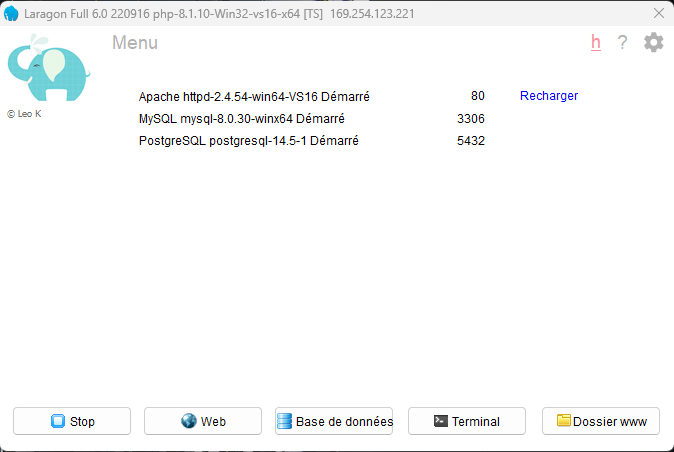 Laragon Full 6.0 220916 php-8.1.10-Win32-vs16-x64 [TS] 169.254.123.221
Menu
h ?
© Leo K
Apache httpd-2.4.54-win64-VS16 Démarré 80 Recharger
MySQL mysql-8.0.30-winx64 Démarré 3306
PostgreSQL postgresql-14.5-1 Démarré 5432
Stop Web Base de données Terminal Dossier www